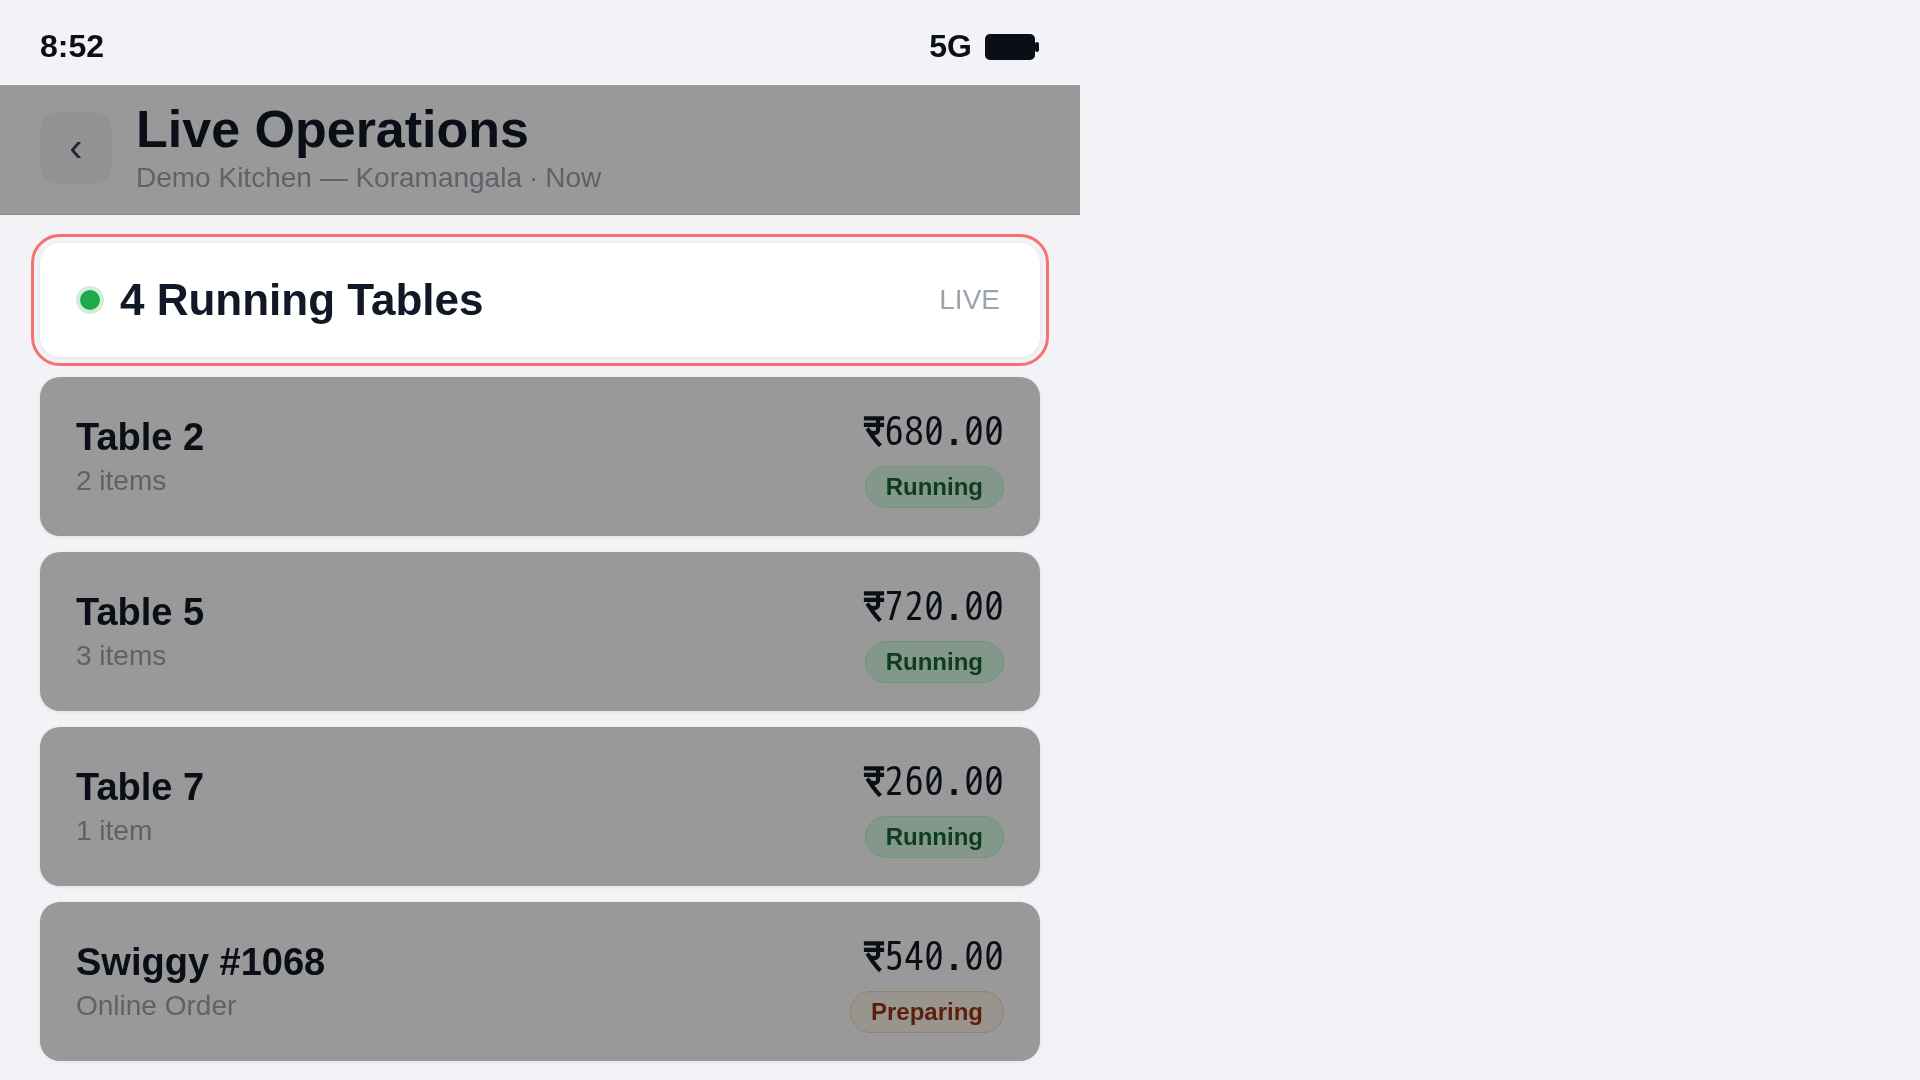 8:52
5G
‹
Live Operations
Demo Kitchen — Koramangala · Now
4 Running Tables
LIVE
Table 2
₹680.00
2 items
Running
Table 5
₹720.00
3 items
Running
Table 7
₹260.00
1 item
Running
Swiggy #1068
₹540.00
Online Order
Preparing